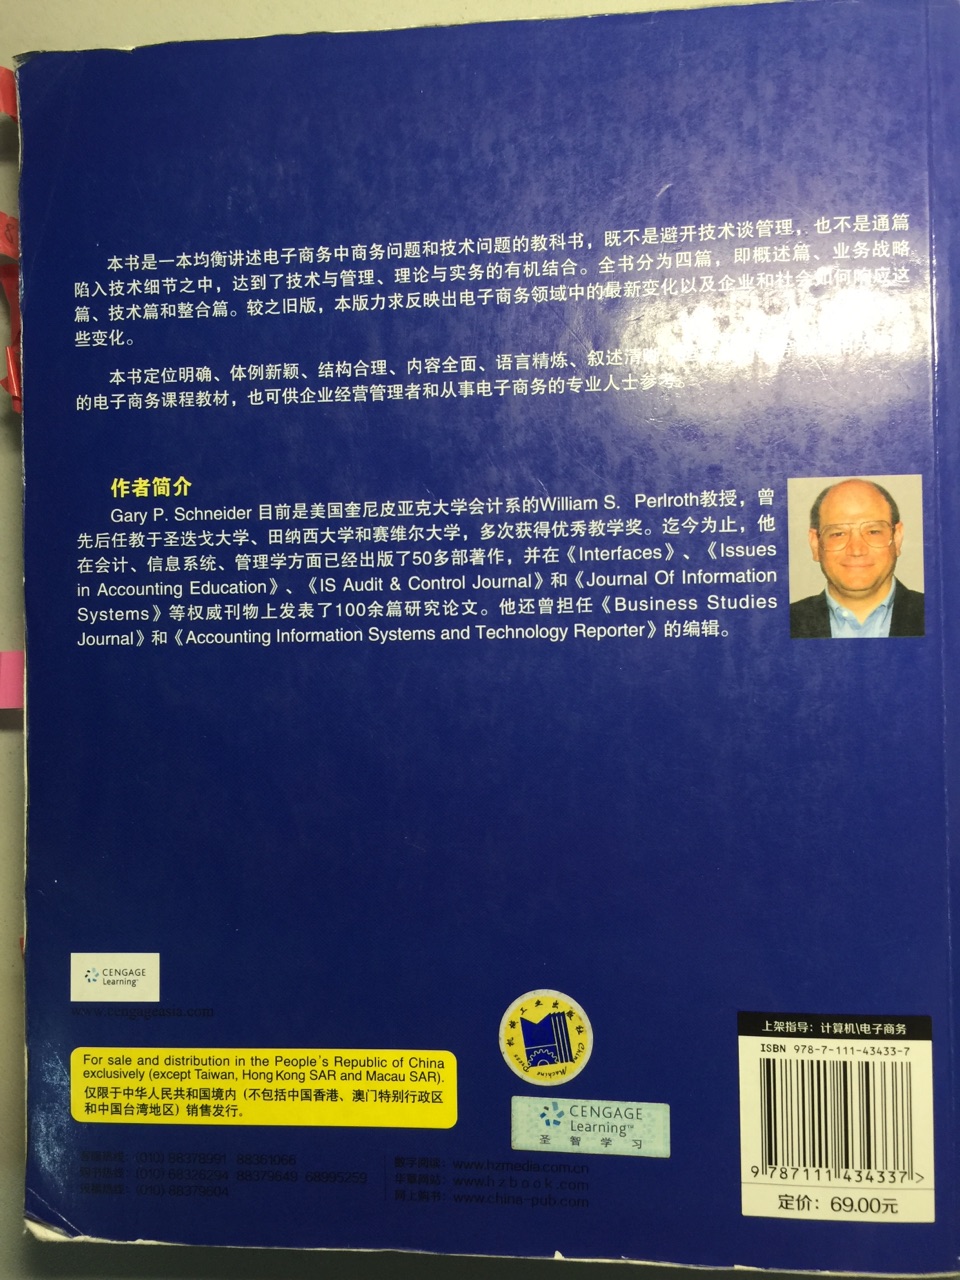 本书是一本均衡讲述电子商务中商务问题和技术问题的教科书，既不是避开技术谈管理，也不是通篇
陷入技术细节之中，达到了技术与管理、理论与实务的有机结合。全书分为四篇，即概述篇、业务战略
篇、技术篇和整合篇。较之旧版，本版力求反映出电子商务领域中的最新变化以及企业和社会如何响应这
些变化。
本书定位明确、体例新颖、结构合理、内容全面、语言精炼、叙述清
的电子商务课程教材，也可供企业经营管理者和从事电子商务的专业人士参考。
作者简介
Gary P. Schneider 目前是美国奎尼皮亚克大学会计系的William S. Perlroth教授，曾
先后任教于圣迭戈大学、田纳西大学和赛维尔大学，多次获得优秀教学奖。迄今为止，他
在会计、信息系统、管理学方面已经出版了50多部著作，并在《Interfaces》、《Issues
in Accounting Education》、《IS Audit & Control Journal》和《Journal Of Information
Systems》等权威刊物上发表了100余篇研究论文。他还曾担任《Business Studies
Journal》和《Accounting Information Systems and Technology Reporter》的编辑。
CENGAGE
Learning™
www.cengageasia.com
For sale and distribution in the People's Republic of China
exclusively (except Taiwan, Hong Kong SAR and Macau SAR).
仅限于中华人民共和国境内（不包括中国香港、澳门特别行政区
和中国台湾地区）销售发行。
机械工业出版社
China Machine Press
CENGAGE
Learning™
圣智学习
上架指导：计算机\电子商务
ISBN 978-7-111-43433-7
9 787111 434337 >
定价：69.00元
客服热线：(010) 88378991 88361066
购书热线：(010) 68326294 88379649 68995259
投稿热线：(010) 88379604
数字阅读：www.hzmedia.com.cn
华章网站：www.hzbook.com
网上购书：www.china-pub.com